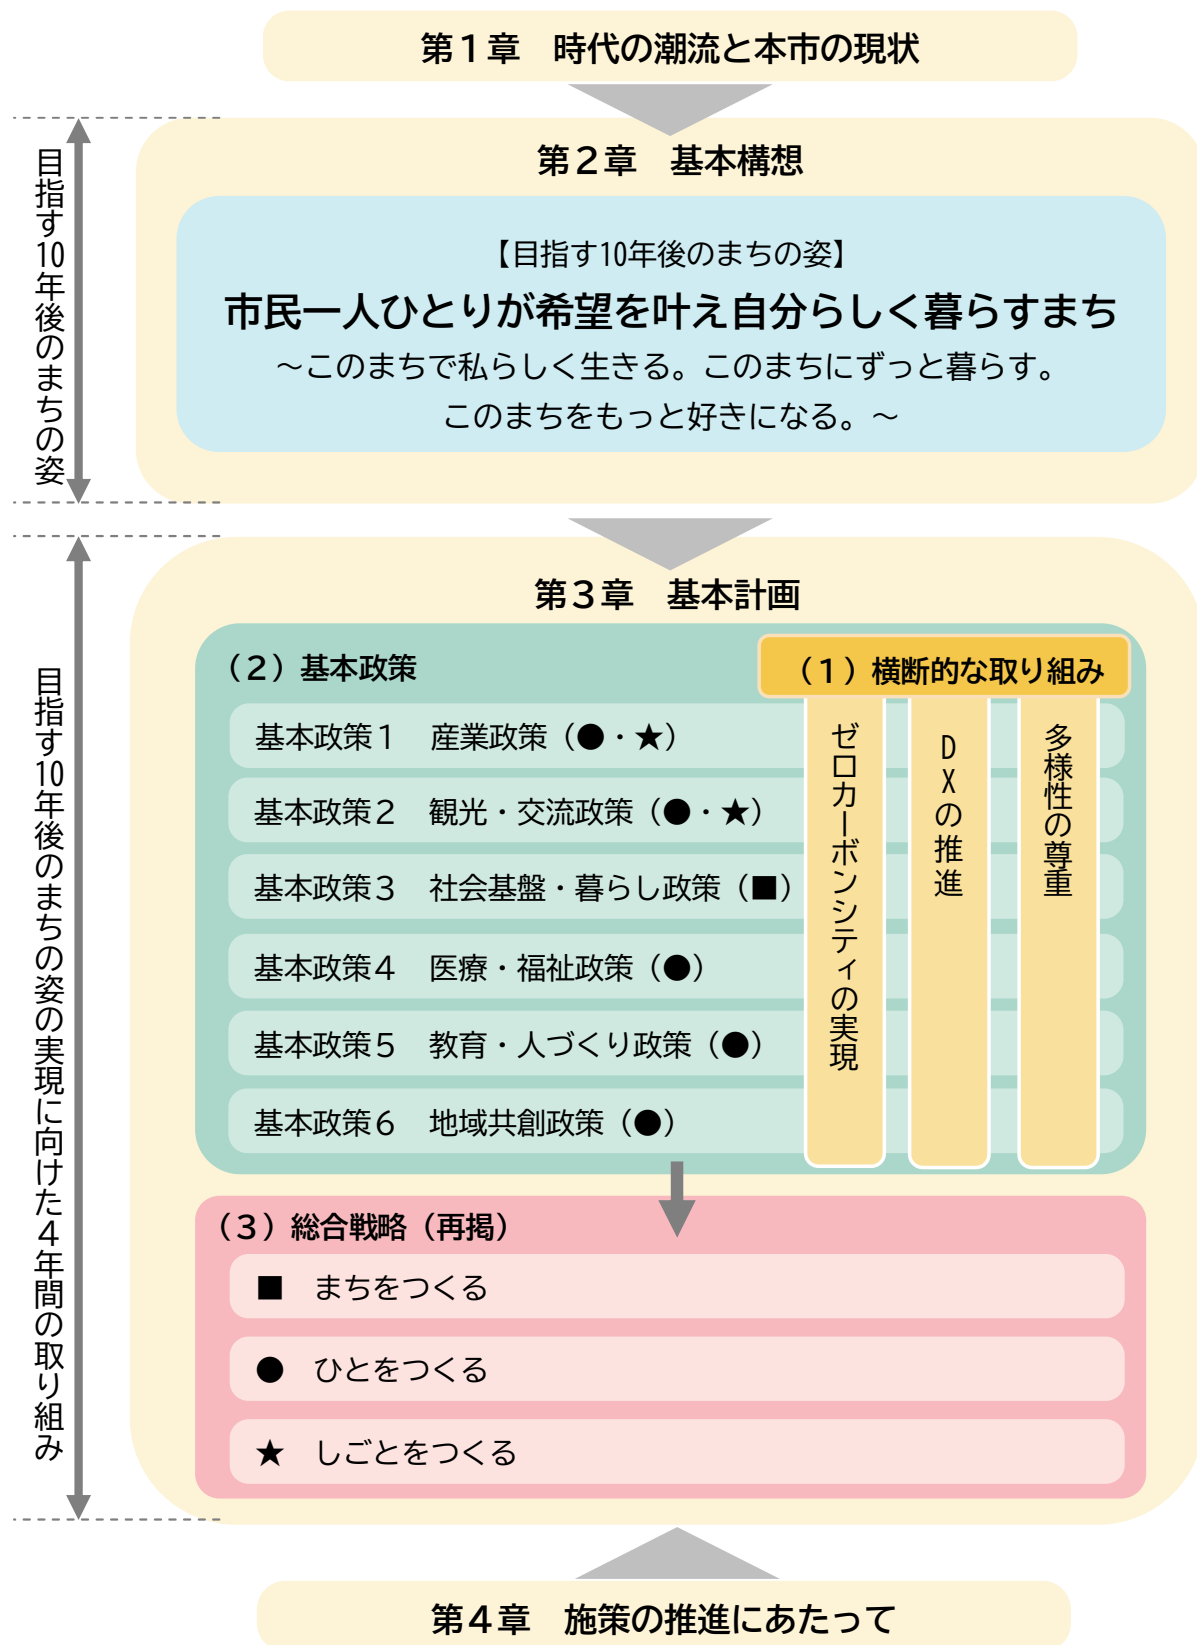 第１章　時代の潮流と本市の現状
目指す10年後のまちの姿
第２章　基本構想
【目指す10年後のまちの姿】
市民一人ひとりが希望を叶え自分らしく暮らすまち
～このまちで私らしく生きる。このまちにずっと暮らす。
このまちをもっと好きになる。～
目指す10年後のまちの姿の実現に向けた４年間の取り組み
第３章　基本計画
（２）基本政策
（１）横断的な取り組み
基本政策１　産業政策（●・★）
基本政策２　観光・交流政策（●・★）
基本政策３　社会基盤・暮らし政策（■）
基本政策４　医療・福祉政策（●）
基本政策５　教育・人づくり政策（●）
基本政策６　地域共創政策（●）
ゼロカーボンシティの実現
DXの推進
多様性の尊重
（３）総合戦略（再掲）
■　まちをつくる
●　ひとをつくる
★　しごとをつくる
第４章　施策の推進にあたって